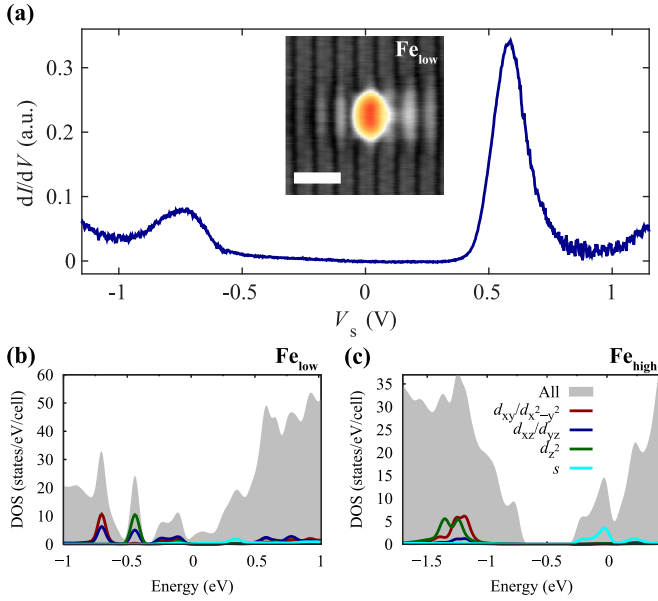 (a)
Fe_low
dI/dV (a.u.)
0.3
0.2
0.1
0
-1
-0.5
0
0.5
1
V_s (V)
(b)
Fe_low
DOS (states/eV/cell)
60
50
40
30
20
10
0
-1
-0.5
0
0.5
1
Energy (eV)
(c)
Fe_high
DOS (states/eV/cell)
35
30
25
20
15
10
5
0
All
d_xy/d_x²−y²
d_xz/d_yz
d_z²
s
-1.5
-1
-0.5
0
Energy (eV)